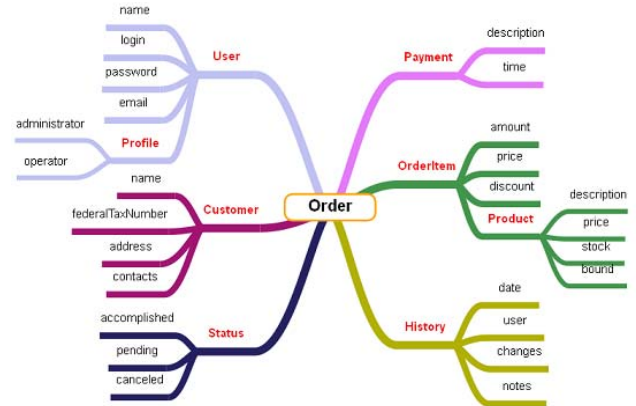 name
login
password
email
User
administrator
operator
Profile
name
federalTaxNumber
address
contacts
Customer
accomplished
pending
canceled
Status
Order
Payment
description
time
OrderItem
amount
price
discount
Product
description
price
stock
bound
History
date
user
changes
notes